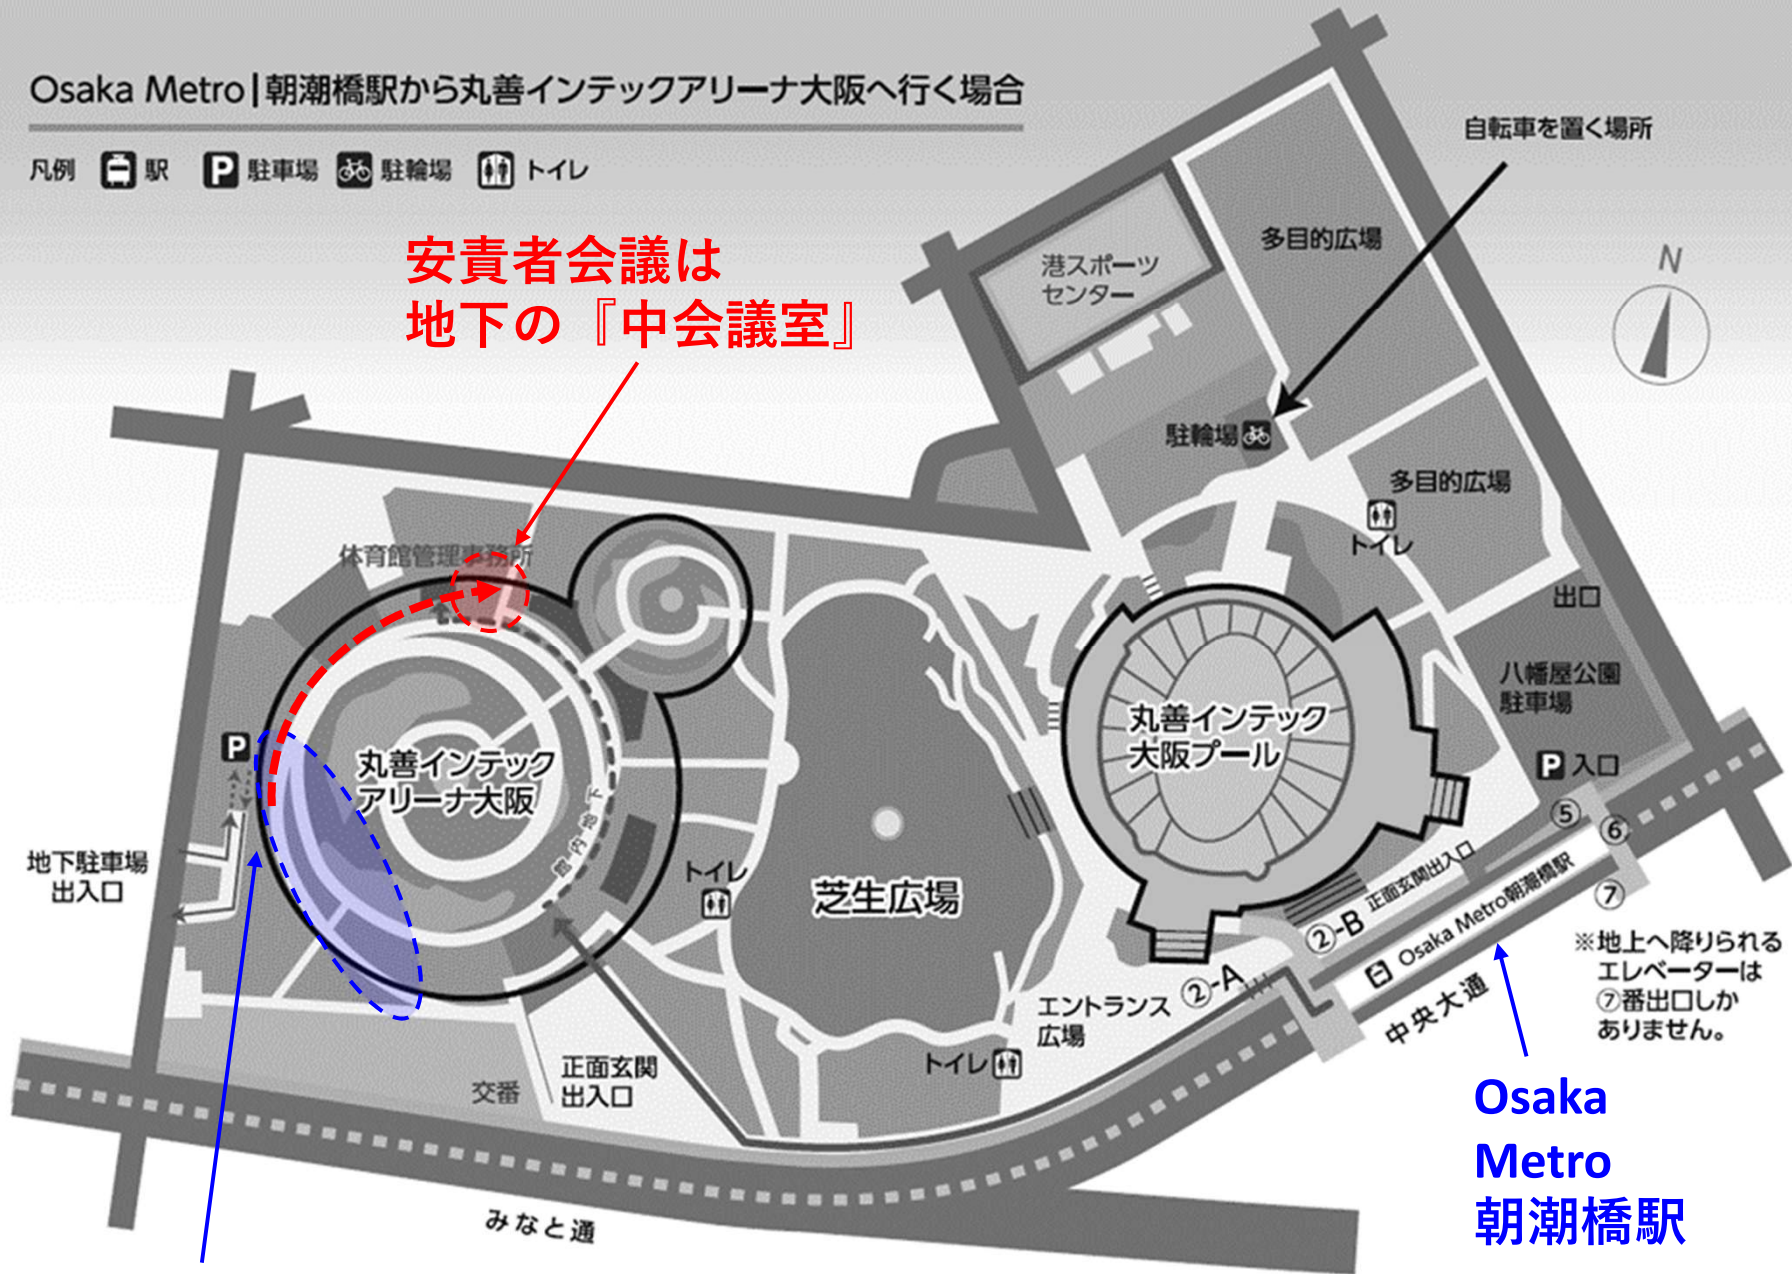 Osaka Metro|朝潮橋駅から丸善インテックアリーナ大阪へ行く場合
凡例 駅 P 駐車場 駐輪場 トイレ
自転車を置く場所
安責者会議は
地下の『中会議室』
多目的広場
港スポーツ
センター
N
駐輪場
多目的広場
トイレ
体育館管理事務所
出口
八幡屋公園
駐車場
P 入口
丸善インテック
大阪プール
P
丸善インテック
アリーナ大阪
館内地下
地下駐車場
出入口
トイレ
芝生広場
⑤
⑥
⑦
正面玄関出入口
②-B
Osaka Metro朝潮橋駅
②-A
※地上へ降りられる
エレベーターは
⑦番出口しか
ありません。
中央大通
エントランス
広場
トイレ
正面玄関
出入口
交番
みなと通
Osaka
Metro
朝潮橋駅